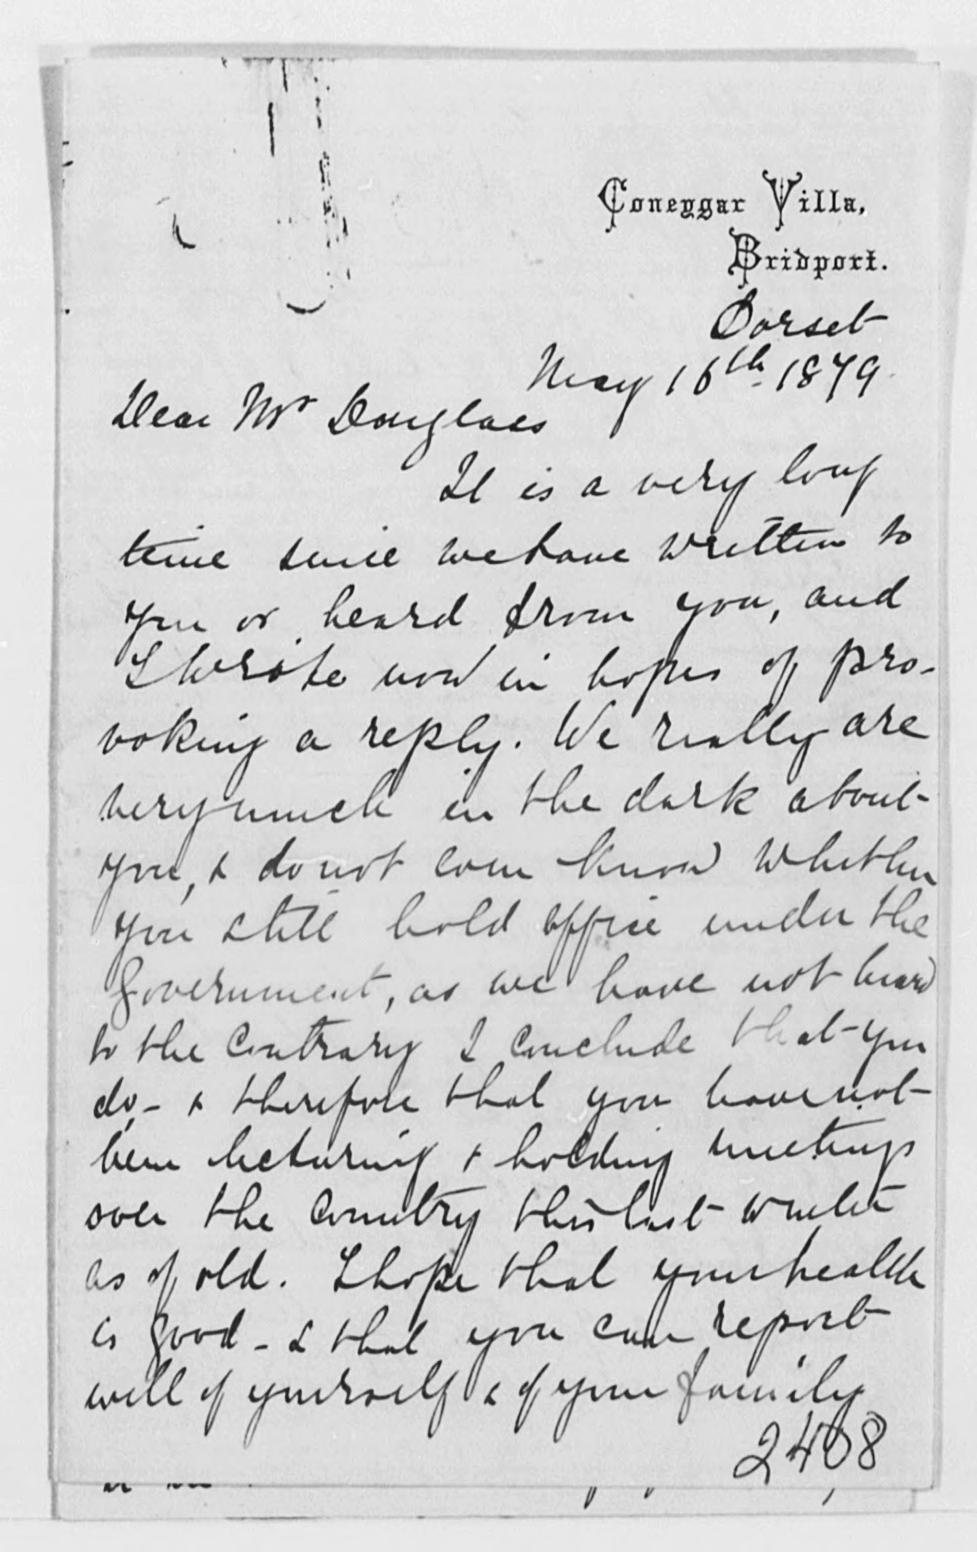 Coneygar Villa,
Bridport.
Dorset
May 16th 1879.
Dear Mr Douglass
It is a very long
time since we have written to
you or heard from you, and
I write now in hopes of pro-
voking a reply. We really are
very much in the dark about
you, & do not even know whether
you still hold office under the
Government, as we have not heard
to the contrary I conclude that you
do, - & therefore that you have not
been lecturing & holding meetings
over the country this last winter
as of old. I hope that your health
is good - & that you can report
well of yourself & of your family
2408